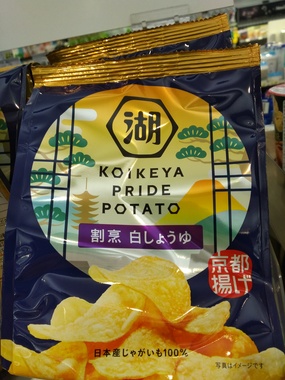 湖
KOIKEYA
PRIDE
POTATO
割烹 白しょうゆ
京都
揚げ
日本産じゃがいも100%
写真はイメージです